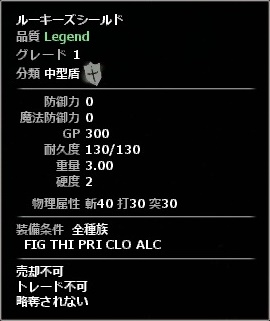 ルーキーズシールド
品質 Legend
グレード 1
分類 中型盾
防御力 0
魔法防御力 0
GP 300
耐久度 130/130
重量 3.00
硬度 2
物理属性 斬40 打30 突30
装備条件 全種族
FIG THI PRI CLO ALC
売却不可
トレード不可
略奪されない